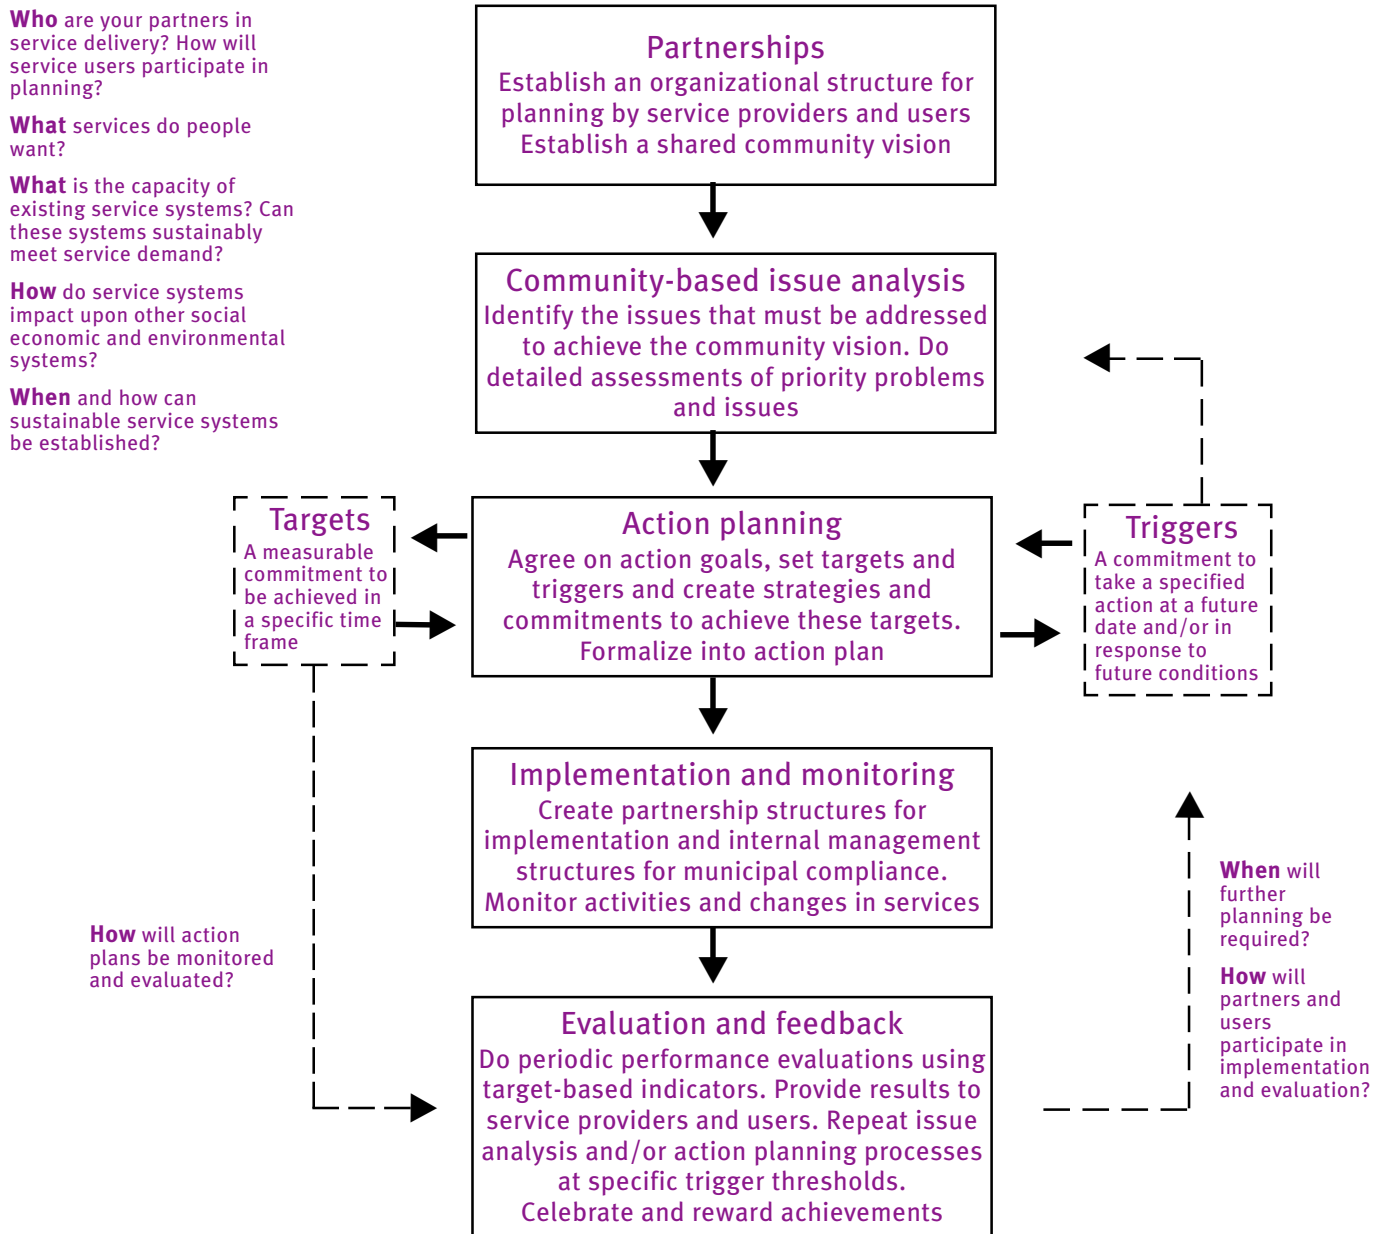 Who are your partners in
service delivery? How will
service users participate in
planning?
What services do people
want?
What is the capacity of
existing service systems? Can
these systems sustainably
meet service demand?
How do service systems
impact upon other social
economic and environmental
systems?
When and how can
sustainable service systems
be established?
Partnerships
Establish an organizational structure for
planning by service providers and users
Establish a shared community vision
Community-based issue analysis
Identify the issues that must be addressed
to achieve the community vision. Do
detailed assessments of priority problems
and issues
Targets
A measurable
commitment to
be achieved in
a specific time
frame
Action planning
Agree on action goals, set targets and
triggers and create strategies and
commitments to achieve these targets.
Formalize into action plan
Triggers
A commitment to
take a specified
action at a future
date and/or in
response to
future conditions
Implementation and monitoring
Create partnership structures for
implementation and internal management
structures for municipal compliance.
Monitor activities and changes in services
How will action
plans be monitored
and evaluated?
When will
further
planning be
required?
How will
partners and
users
participate in
implementation
and evaluation?
Evaluation and feedback
Do periodic performance evaluations using
target-based indicators. Provide results to
service providers and users. Repeat issue
analysis and/or action planning processes
at specific trigger thresholds.
Celebrate and reward achievements